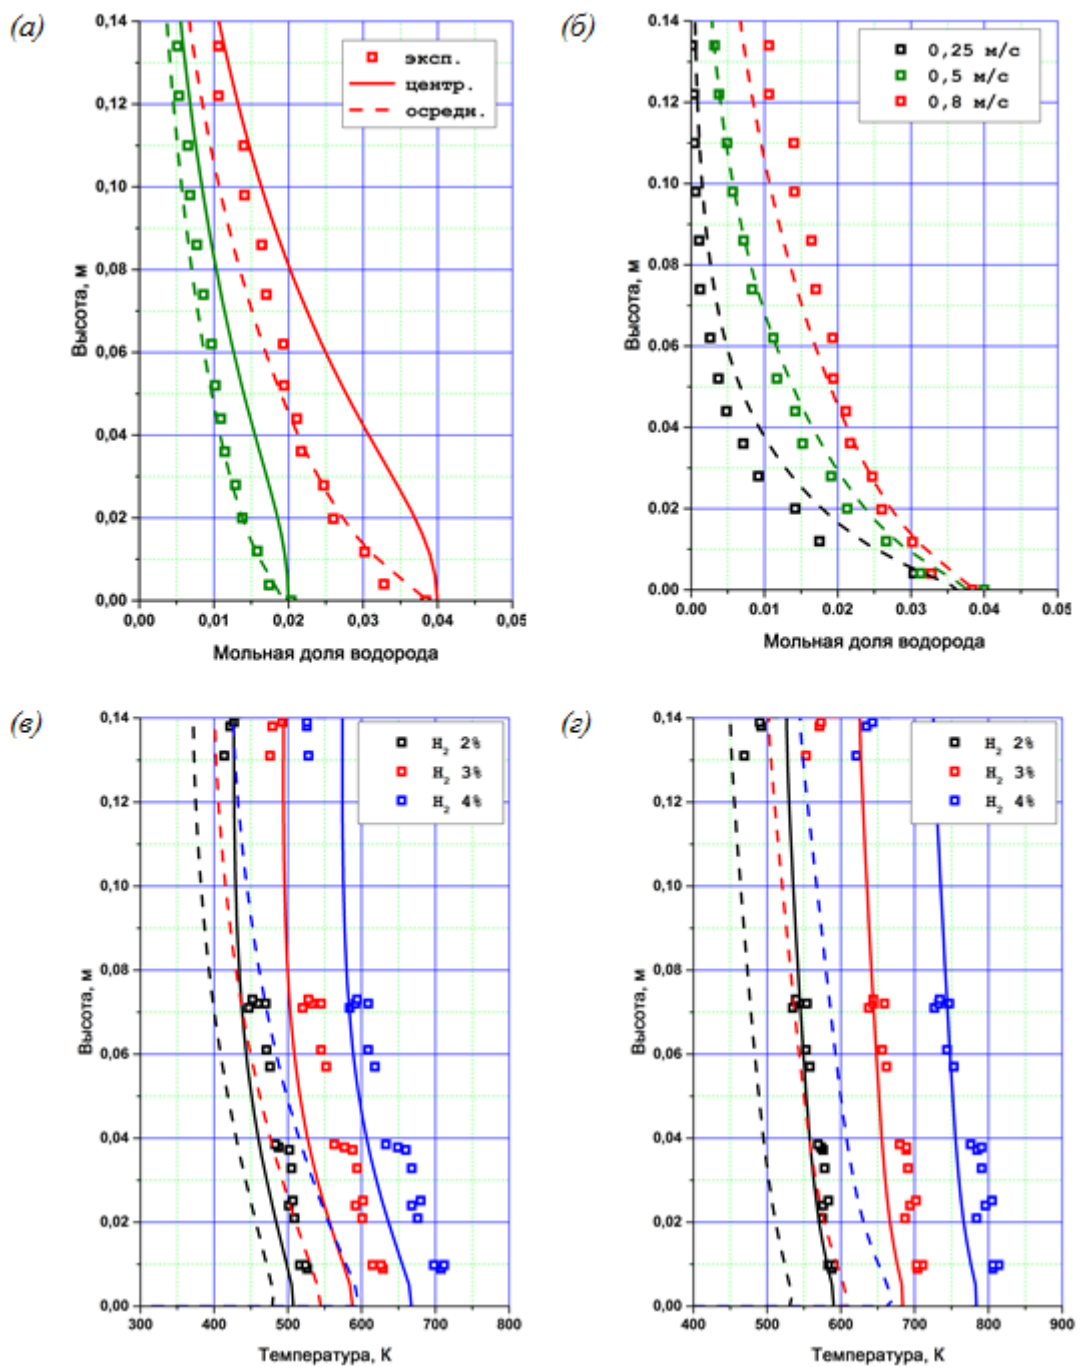 (а)
0,14
0,12
0,10
0,08
0,06
0,04
0,02
0,00
Высота, м
эксп.
центр.
осредн.
0,00 0,01 0,02 0,03 0,04 0,05
Мольная доля водорода
(б)
0.14
0.12
0.10
0.08
0.06
0.04
0.02
0.00
Высота, м
0,25 м/с
0,5 м/с
0,8 м/с
0.00 0.01 0.02 0.03 0.04 0.05
Мольная доля водорода
(в)
0,14
0,12
0,10
0,08
0,06
0,04
0,02
0,00
Высота, м
H₂ 2%
H₂ 3%
H₂ 4%
300 400 500 600 700 800
Температура, К
(г)
0,14
0,12
0,10
0,08
0,06
0,04
0,02
0,00
Высота, м
H₂ 2%
H₂ 3%
H₂ 4%
400 500 600 700 800 900
Температура, К